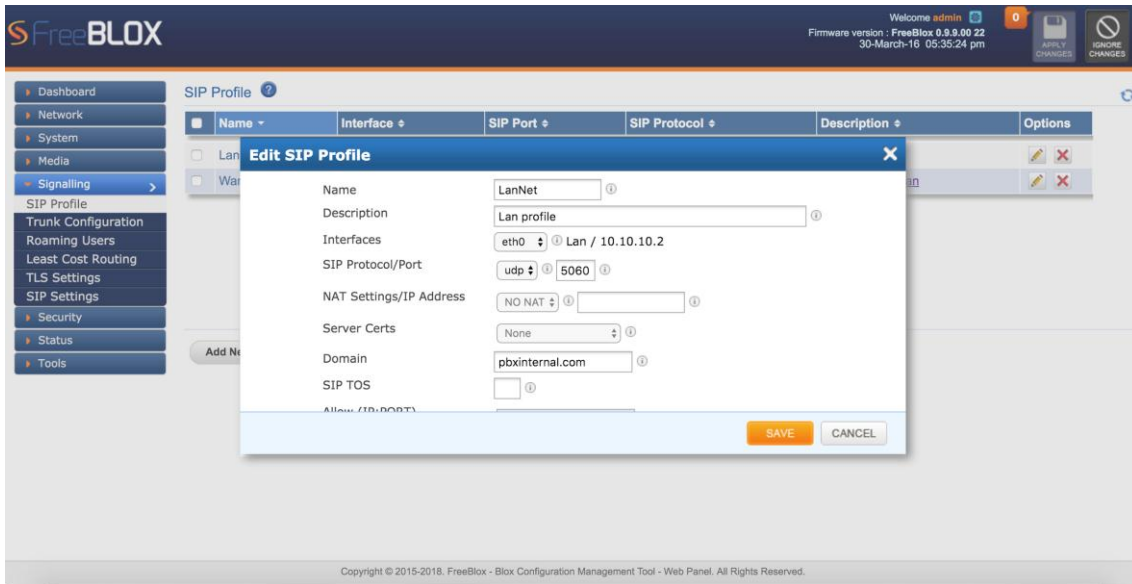 FreeBLOX
Welcome admin
Firmware version : FreeBlox 0.9.9.00 22
30-March-16 05:35:24 pm
0
APPLY
CHANGES
IGNORE
CHANGES
Dashboard
Network
System
Media
Signalling
SIP Profile
Trunk Configuration
Roaming Users
Least Cost Routing
TLS Settings
SIP Settings
Security
Status
Tools
SIP Profile ?
Name Interface SIP Port SIP Protocol Description Options
Lan
Wan
an
Edit SIP Profile
Name LanNet
Description Lan profile
Interfaces eth0 Lan / 10.10.10.2
SIP Protocol/Port udp 5060
NAT Settings/IP Address NO NAT
Server Certs None
Domain pbxinternal.com
SIP TOS
Allow (IP:PORT)
Add Ne
SAVE CANCEL
Copyright © 2015-2018. FreeBlox - Blox Configuration Management Tool - Web Panel. All Rights Reserved.